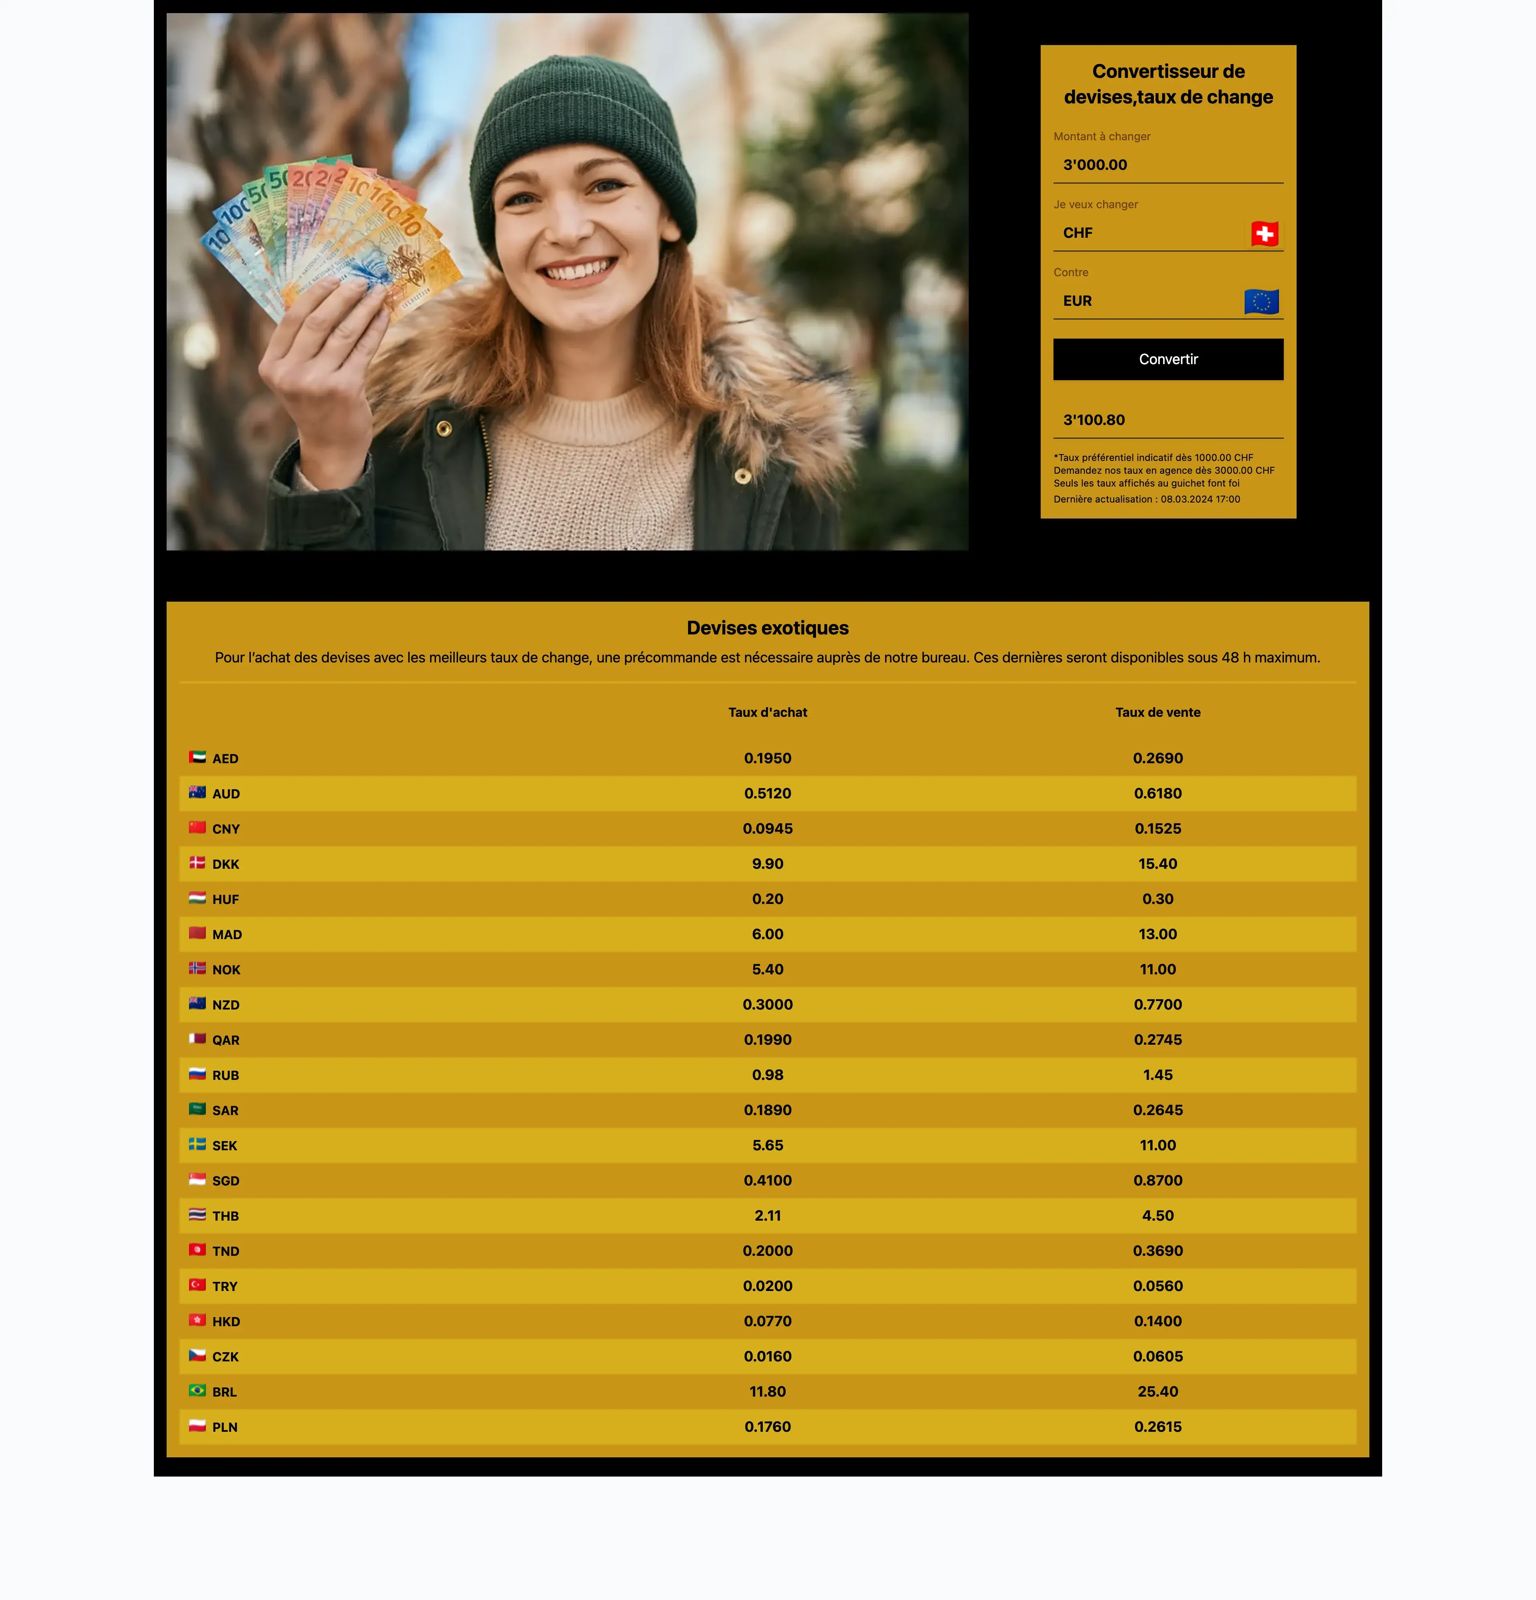 Convertisseur de
devises,taux de change
Montant à changer
3'000.00
Je veux changer
CHF
Contre
EUR
Convertir
3'100.80
*Taux préférentiel indicatif dès 1000.00 CHF
Demandez nos taux en agence dès 3000.00 CHF
Seuls les taux affichés au guichet font foi
Dernière actualisation : 08.03.2024 17:00
Devises exotiques
Pour l’achat des devises avec les meilleurs taux de change, une précommande est nécessaire auprès de notre bureau. Ces dernières seront disponibles sous 48 h maximum.
Taux d'achat Taux de vente
AED 0.1950 0.2690
AUD 0.5120 0.6180
CNY 0.0945 0.1525
DKK 9.90 15.40
HUF 0.20 0.30
MAD 6.00 13.00
NOK 5.40 11.00
NZD 0.3000 0.7700
QAR 0.1990 0.2745
RUB 0.98 1.45
SAR 0.1890 0.2645
SEK 5.65 11.00
SGD 0.4100 0.8700
THB 2.11 4.50
TND 0.2000 0.3690
TRY 0.0200 0.0560
HKD 0.0770 0.1400
CZK 0.0160 0.0605
BRL 11.80 25.40
PLN 0.1760 0.2615